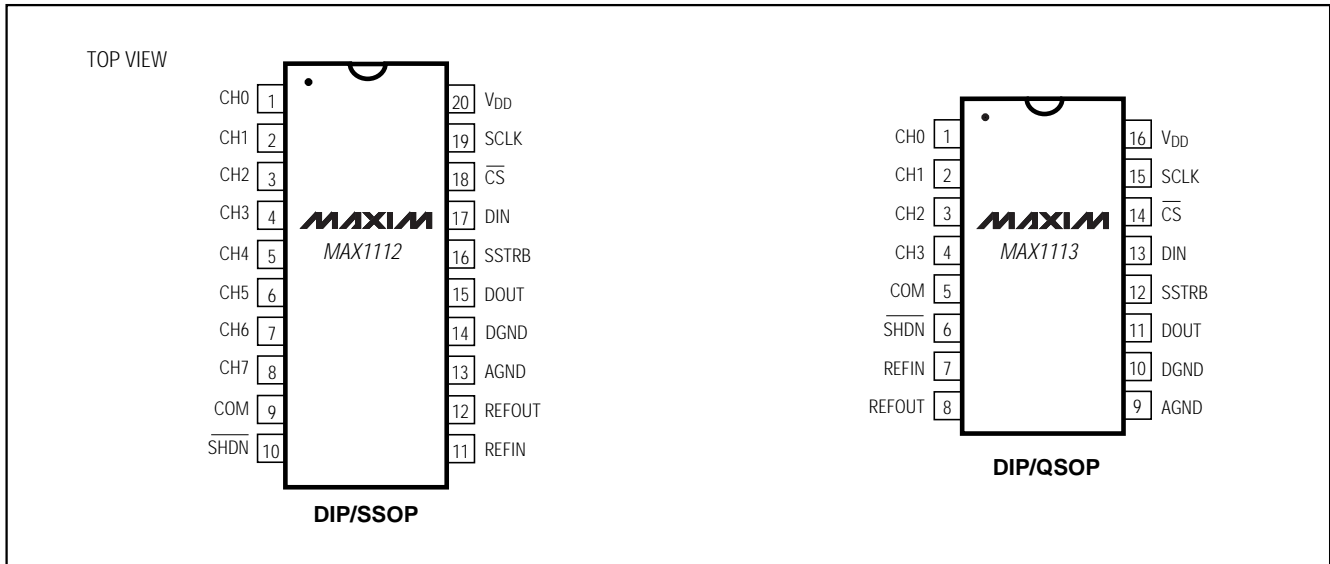 TOP VIEW
CH0 1
CH1 2
CH2 3
CH3 4
CH4 5
CH5 6
CH6 7
CH7 8
COM 9
SHDN 10
20 VDD
19 SCLK
18 CS
17 DIN
16 SSTRB
15 DOUT
14 DGND
13 AGND
12 REFOUT
11 REFIN
MAXIM
MAX1112
DIP/SSOP
CH0 1
CH1 2
CH2 3
CH3 4
COM 5
SHDN 6
REFIN 7
REFOUT 8
16 VDD
15 SCLK
14 CS
13 DIN
12 SSTRB
11 DOUT
10 DGND
9 AGND
MAXIM
MAX1113
DIP/QSOP